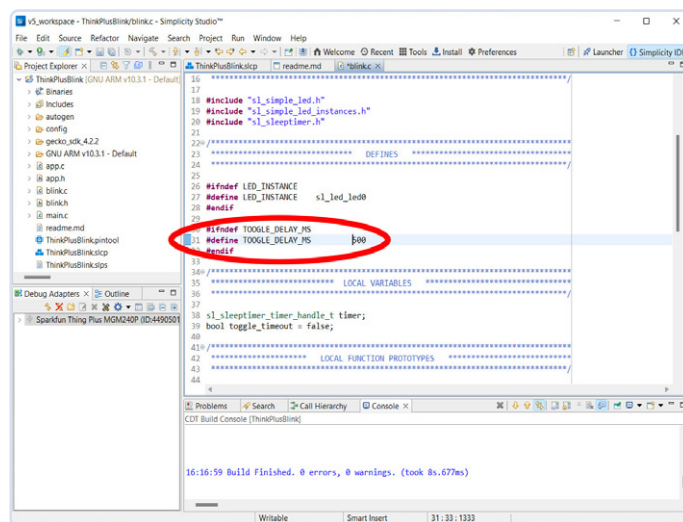 v5_workspace - ThinkPlusBlink/blink.c - Simplicity Studio™
File Edit Source Refactor Navigate Search Project Run Window Help
Welcome Recent Tools Install Preferences Launcher Simplicity IDE
Project Explorer
ThinkPlusBlink [GNU ARM v10.3.1 - Default]
Binaries
Includes
autogen
config
gecko_sdk_4.2.2
GNU ARM v10.3.1 - Default
app.c
app.h
blink.c
blink.h
main.c
readme.md
ThinkPlusBlink.pintool
ThinkPlusBlink.slcp
ThinkPlusBlink.slps
Debug Adapters Outline
Sparkfun Thing Plus MGM240P (ID:4490501
ThinkPlusBlink.slcp readme.md *blink.c
16 ******************************************************************************/
17
18 #include "sl_simple_led.h"
19 #include "sl_simple_led_instances.h"
20 #include "sl_sleeptimer.h"
21
22 /*******************************************************************************
23 ******************************* DEFINES ***********************************
24 ******************************************************************************/
25
26 #ifndef LED_INSTANCE
27 #define LED_INSTANCE sl_led_led0
28 #endif
29
#ifndef TOOGLE_DELAY_MS
31 #define TOOGLE_DELAY_MS 500
#endif
33
34 /*******************************************************************************
35 *************************** LOCAL VARIABLES ********************************
36 ******************************************************************************/
37
38 sl_sleeptimer_timer_handle_t timer;
39 bool toggle_timeout = false;
40
41 /*******************************************************************************
42 ********************* LOCAL FUNCTION PROTOTYPES ***************************
43 ******************************************************************************/
44
Problems Search Call Hierarchy Console
CDT Build Console [ThinkPlusBlink]
16:16:59 Build Finished. 0 errors, 0 warnings. (took 8s.677ms)
Writable Smart Insert 31 : 33 : 1333